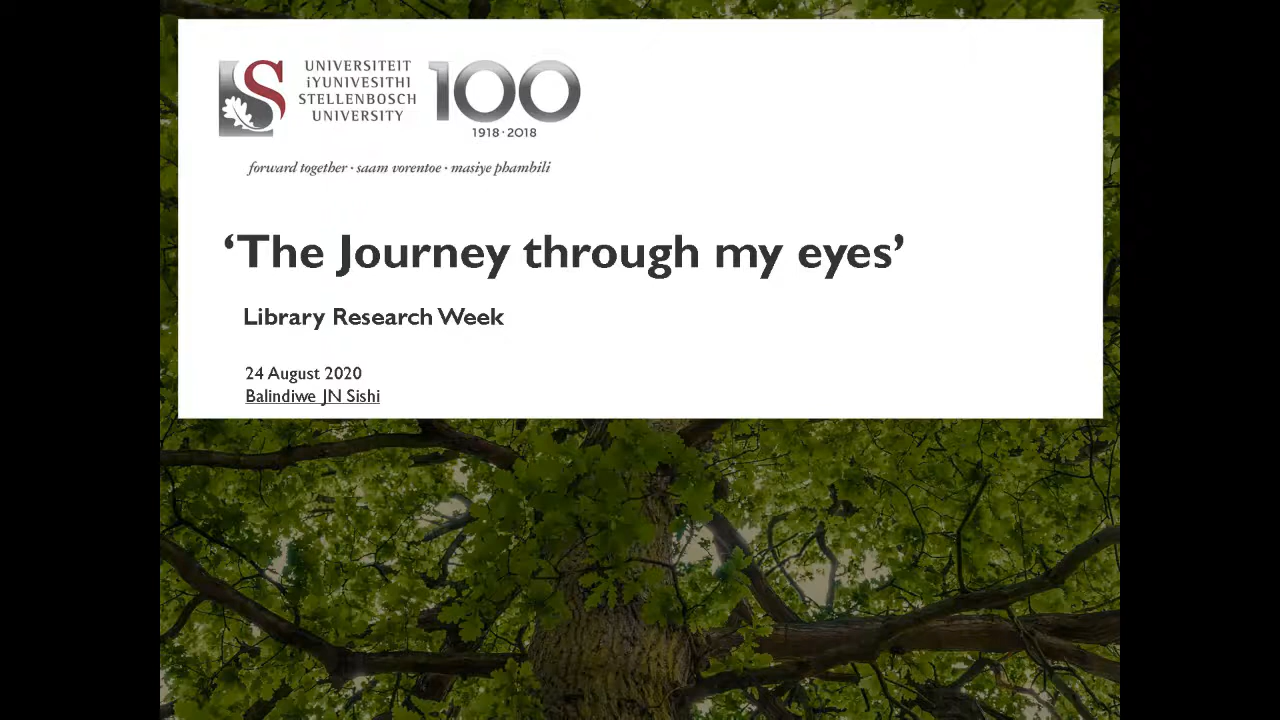 UNIVERSITEIT
iYUNIVESITHI
STELLENBOSCH
UNIVERSITY
100
1918·2018
forward together · saam vorentoe · masiye phambili
‘The Journey through my eyes’
Library Research Week
24 August 2020
Balindiwe JN Sishi